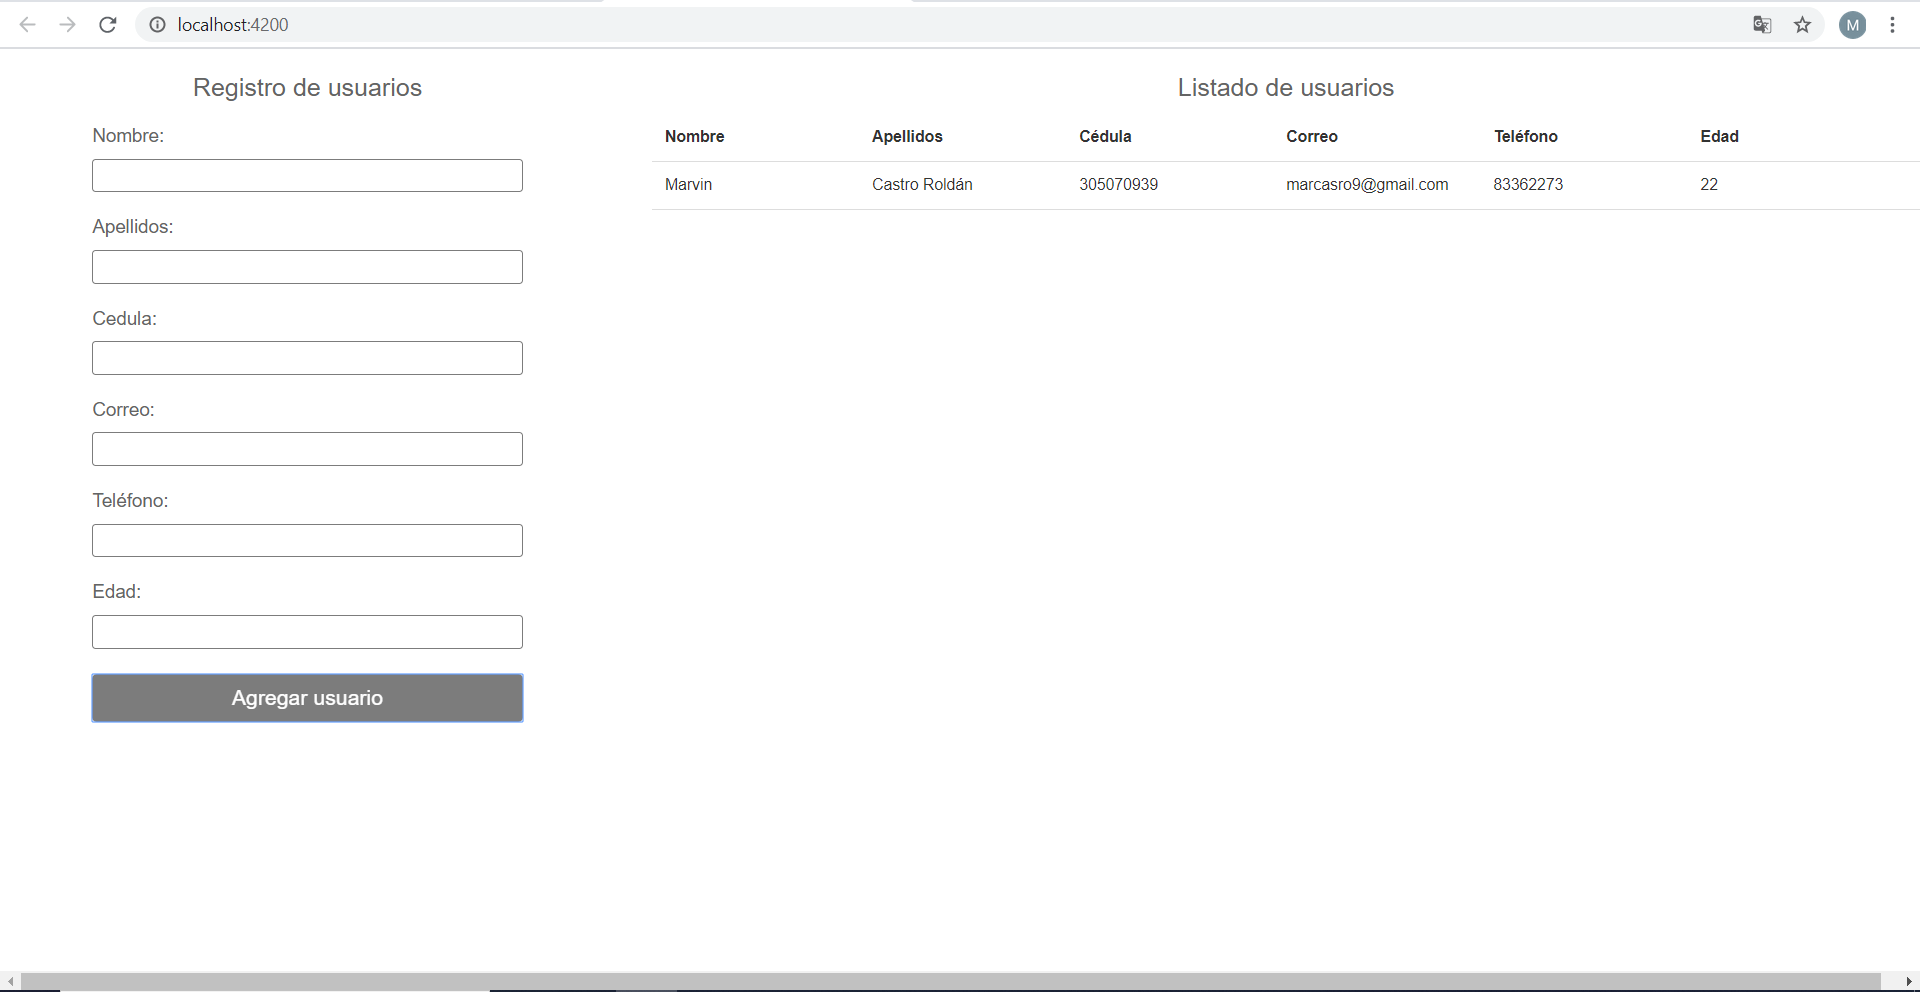 localhost:4200
M
Registro de usuarios
Nombre:
Apellidos:
Cedula:
Correo:
Teléfono:
Edad:
Agregar usuario
Listado de usuarios
Nombre Apellidos Cédula Correo Teléfono Edad
Marvin Castro Roldán 305070939 marcasro9@gmail.com 83362273 22